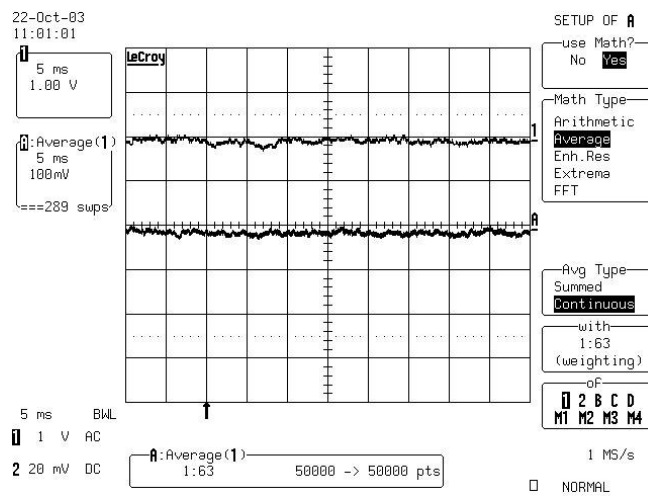 22-Oct-03
11:01:01
1
5 ms
1.00 V
A:Average(1)
5 ms
100mV
===289 swps
LeCroy
1
A
SETUP OF A
use Math?
No Yes
Math Type
Arithmetic
Average
Enh.Res
Extrema
FFT
Avg Type
Summed
Continuous
with
1:63
(weighting)
of
1 2 B C D
M1 M2 M3 M4
5 ms BWL
1 1 V AC
2 20 mV DC
A:Average(1)
1:63 50000 -> 50000 pts
1 MS/s
NORMAL